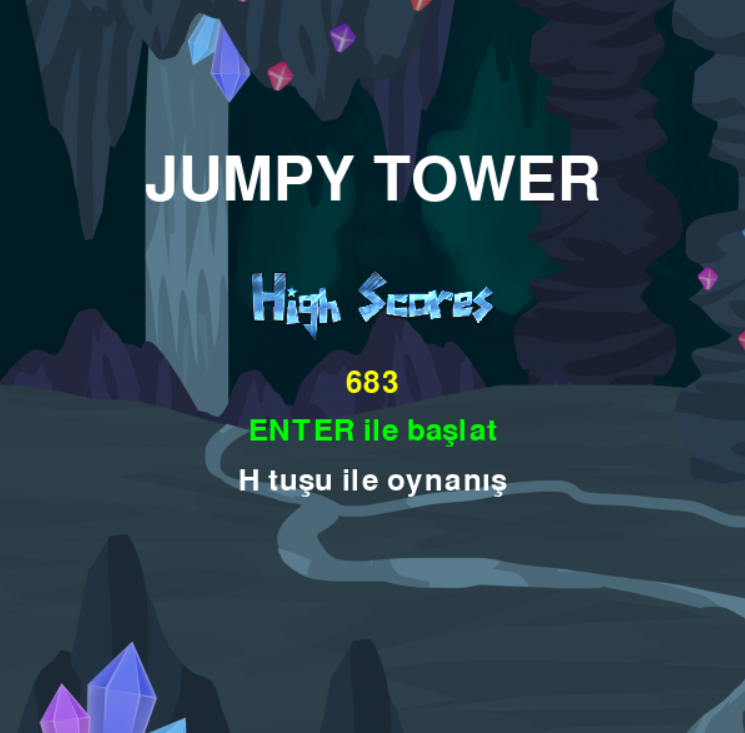 JUMPY TOWER
High Scores
683
ENTER ile başlat
H tuşu ile oynanış